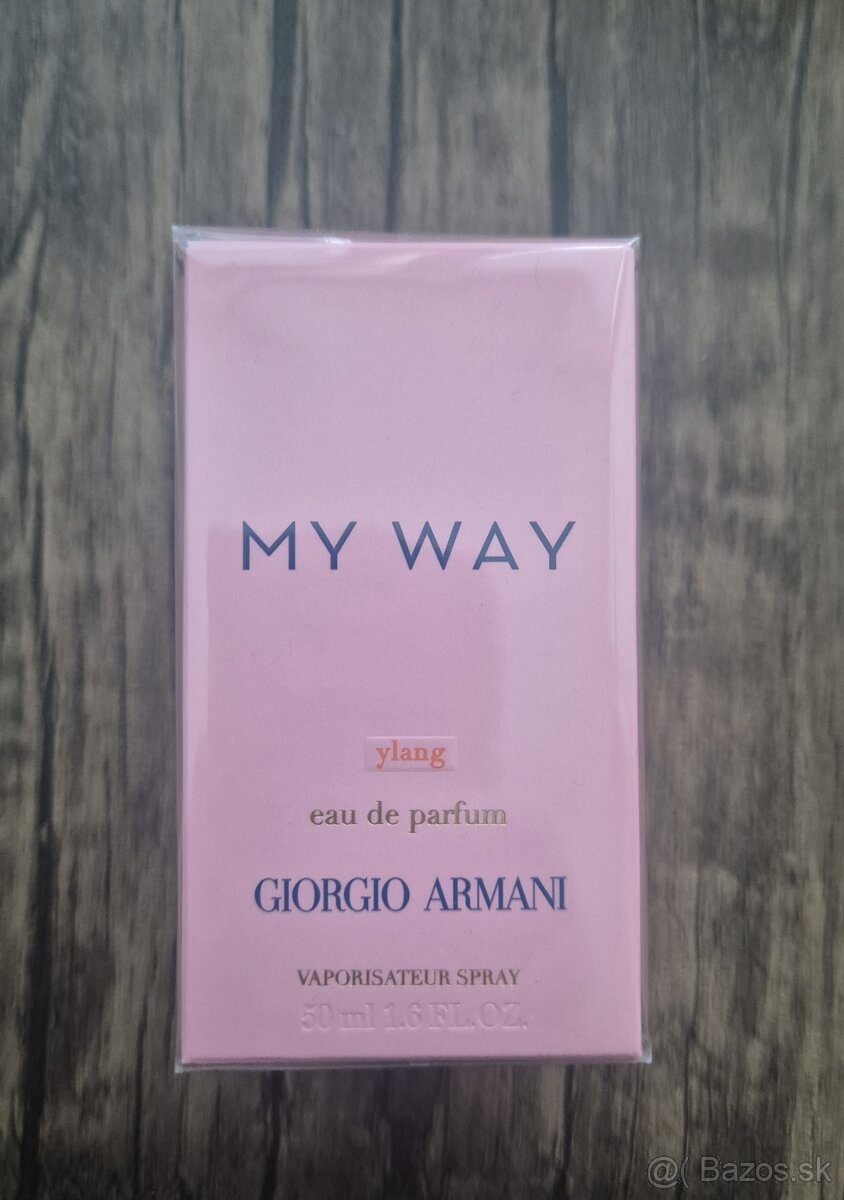 MY WAY
ylang
eau de parfum
GIORGIO ARMANI
VAPORISATEUR SPRAY
50 ml 1.6 FL.OZ.
@( Bazos.sk